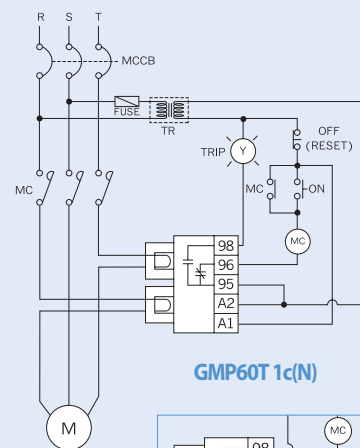 R S T
MCCB
FUSE
TR
TRIP
Y
OFF
(RESET)
MC
MC
ON
MC
98
96
95
A2
A1
GMP60T 1c(N)
M
MC
98